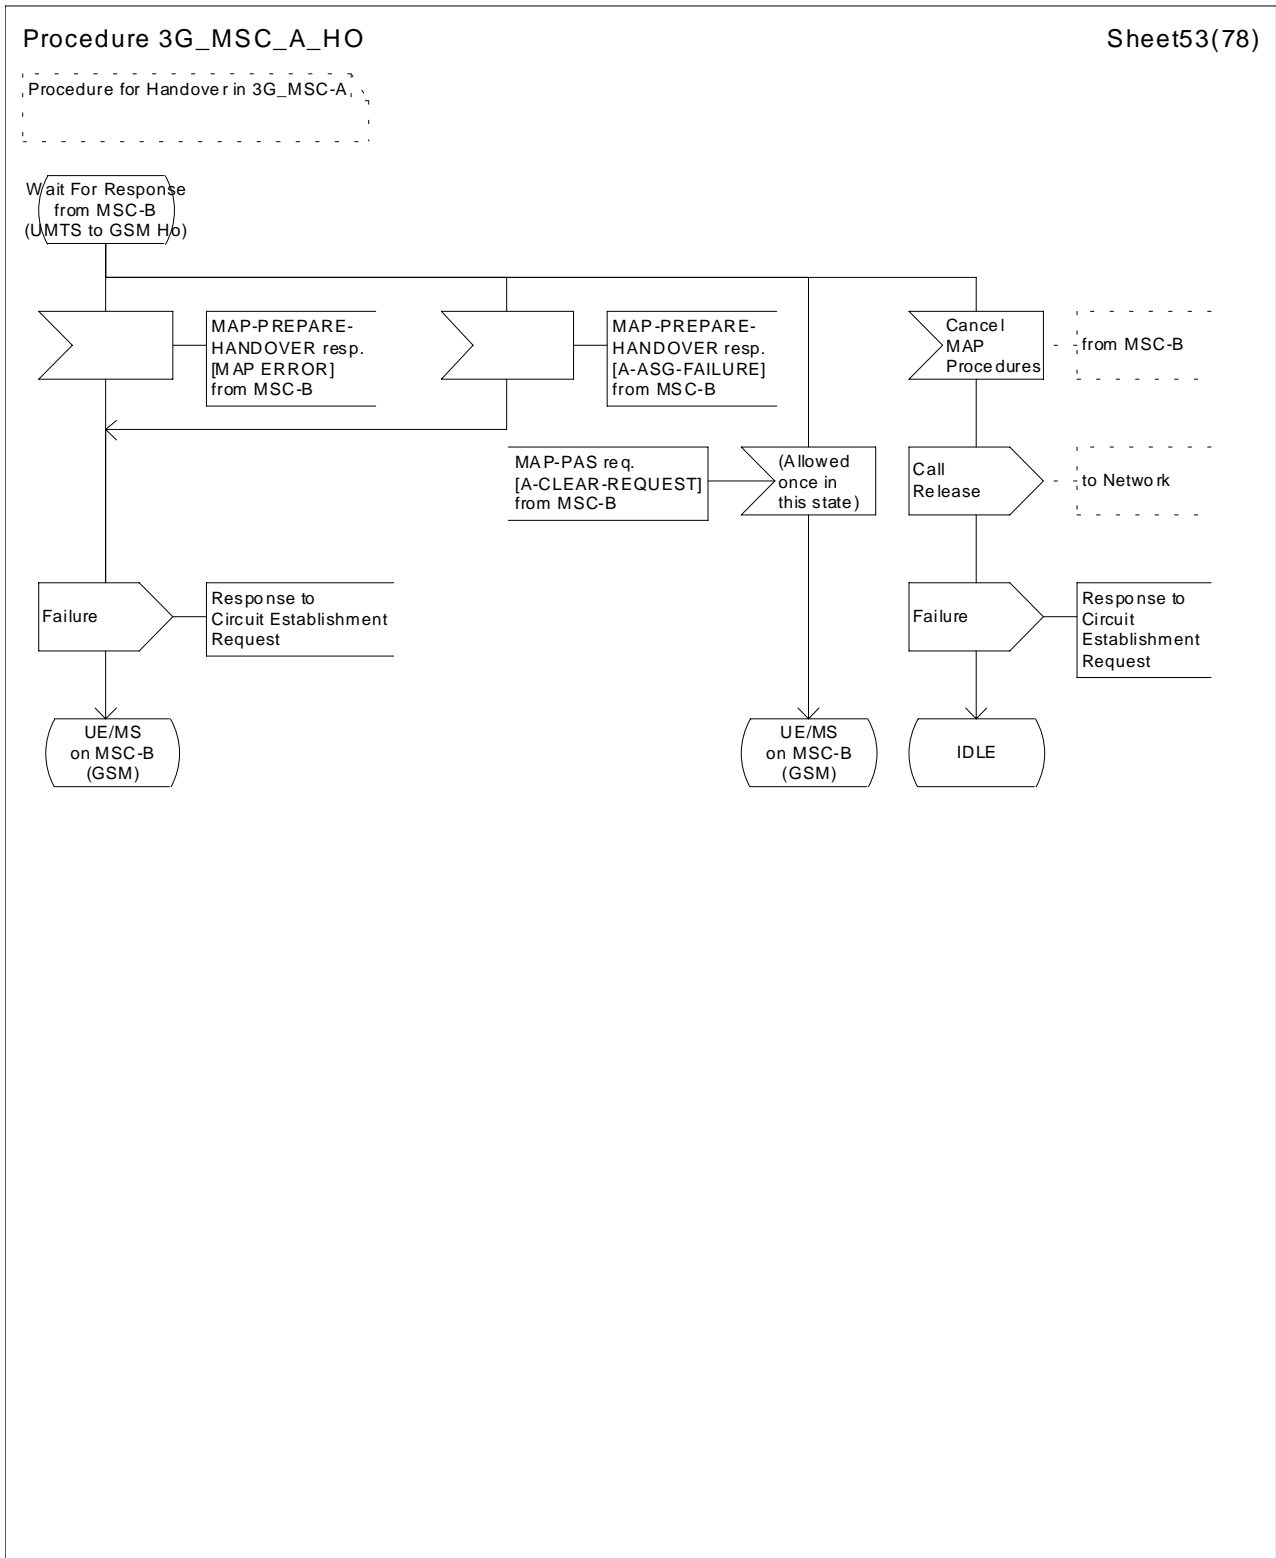 Procedure 3G_MSC_A_HO
Sheet53(78)
Procedure for Handover in 3G_MSC-A
Wait For Response
from MSC-B
(UMTS to GSM Ho)
MAP-PREPARE-
HANDOVER resp.
[MAP ERROR]
from MSC-B
MAP-PREPARE-
HANDOVER resp.
[A-ASG-FAILURE]
from MSC-B
Cancel
MAP
Procedures
from MSC-B
MAP-PAS req.
[A-CLEAR-REQUEST]
from MSC-B
(Allowed
once in
this state)
Call
Release
to Network
Failure
Response to
Circuit Establishment
Request
Failure
Response to
Circuit
Establishment
Request
UE/MS
on MSC-B
(GSM)
UE/MS
on MSC-B
(GSM)
IDLE